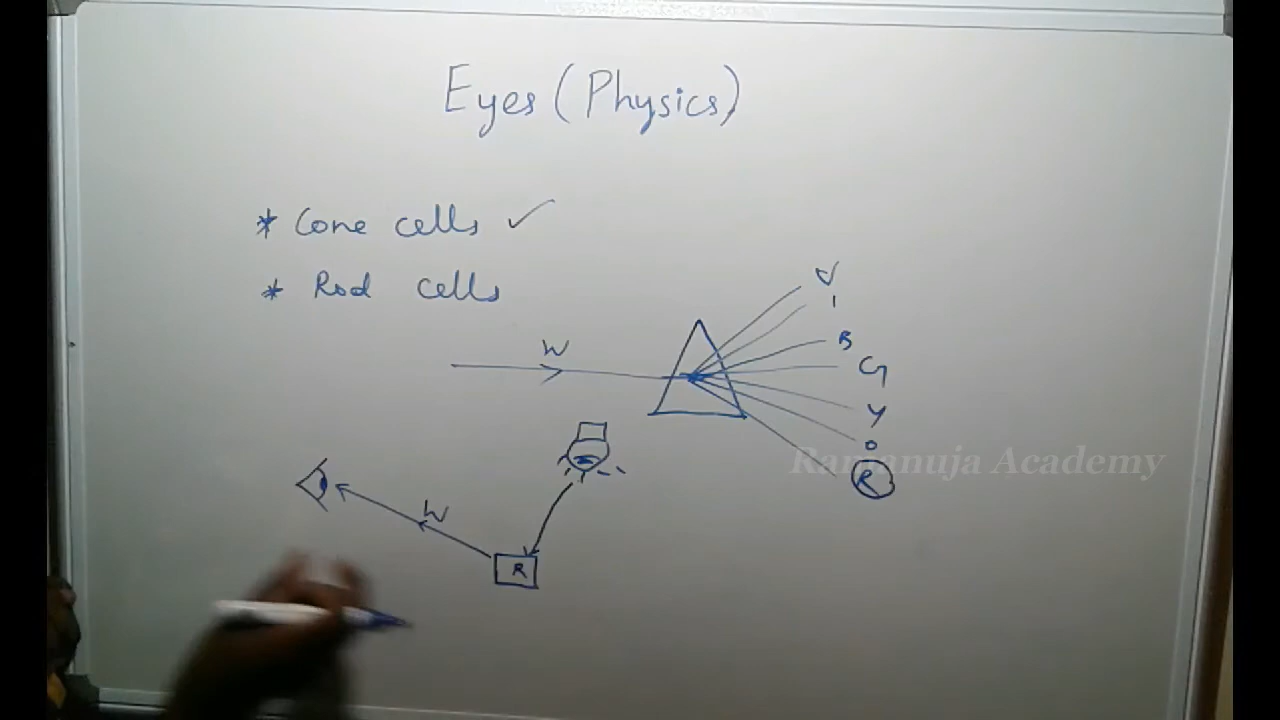 Eyes (Physics)
* Cone cells ✓
* Rod cells
V
I
B
W
G
Y
O
R
Ramanuja Academy
W
R